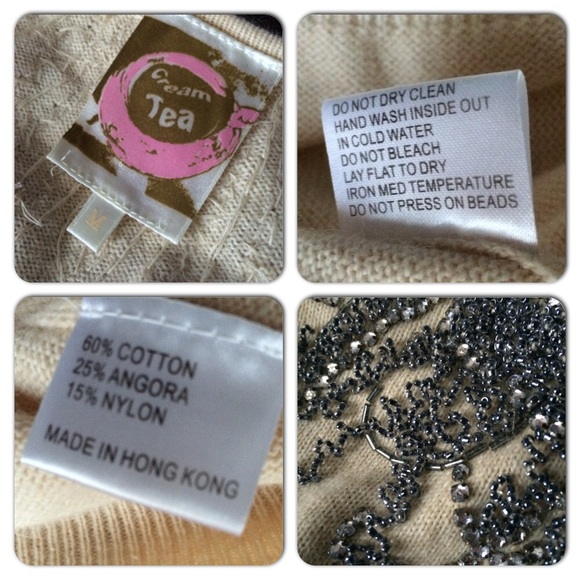 Cream
Tea
M
DO NOT DRY CLEAN
HAND WASH INSIDE OUT
IN COLD WATER
DO NOT BLEACH
LAY FLAT TO DRY
IRON MED TEMPERATURE
DO NOT PRESS ON BEADS
60% COTTON
25% ANGORA
15% NYLON
MADE IN HONG KONG